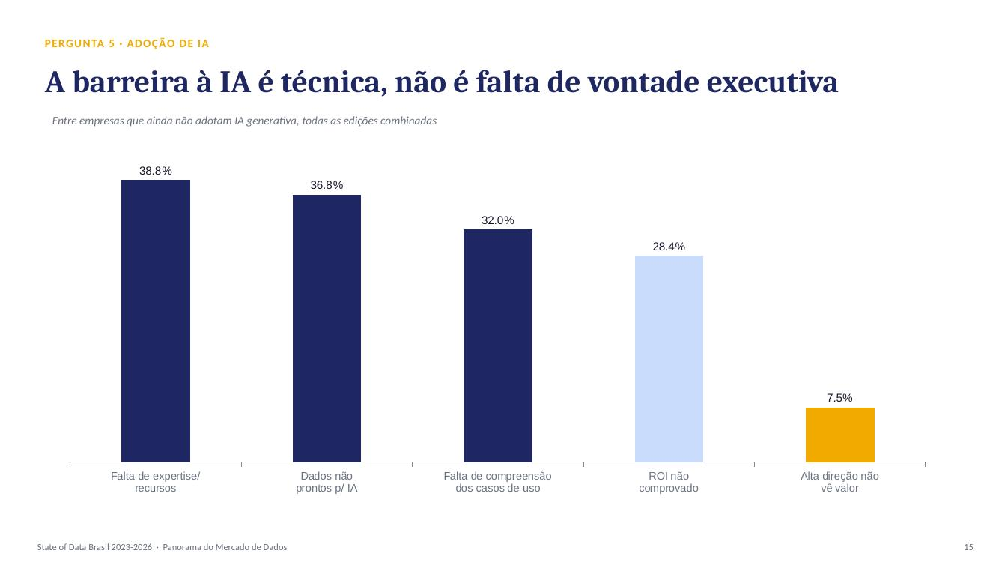 PERGUNTA 5 · ADOÇÃO DE IA
A barreira à IA é técnica, não é falta de vontade executiva
Entre empresas que ainda não adotam IA generativa, todas as edições combinadas
38.8%
36.8%
32.0%
28.4%
7.5%
Falta de expertise/
recursos
Dados não
prontos p/ IA
Falta de compreensão
dos casos de uso
ROI não
comprovado
Alta direção não
vê valor
State of Data Brasil 2023-2026 · Panorama do Mercado de Dados
15